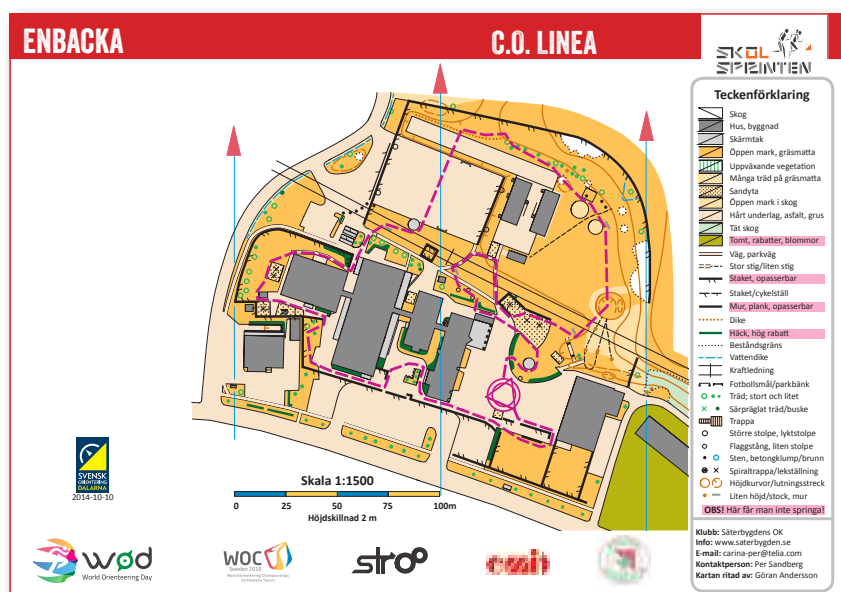 ENBACKA
C.O. LINEA
SKOL
SPRINTEN
Teckenförklaring
Skog
Hus, byggnad
Skärmtak
Öppen mark, gräsmatta
Uppväxande vegetation
Många träd på gräsmatta
Sandyta
Öppen mark i skog
Hårt underlag, asfalt, grus
Tät skog
Tomt, rabatter, blommor
Väg, parkväg
Stor stig/liten stig
Staket, opasserbar
Staket/cykelställ
Mur, plank, opasserbar
Dike
Häck, hög rabatt
Beståndsgräns
Vattendike
Kraftledning
Fotbollsmål/parkbänk
Träd; stort och litet
Särpräglat träd/buske
Trappa
Större stolpe, lyktstolpe
Flaggstång, liten stolpe
Sten, betongklump/brunn
Spiraltrappa/lekställning
Höjdkurvor/lutningsstreck
Liten höjd/stock, mur
OBS! Här får man inte springa!
Klubb: Säterbygdens OK
Info: www.saterbygden.se
E-mail: carina-per@telia.com
Kontaktperson: Per Sandberg
Kartan ritad av: Göran Andersson
SVENSK
ORIENTERING
DALARNA
2014-10-10
Skala 1:1500
0 25 50 75 100m
Höjdskillnad 2 m
wod
World Orienteering Day
WOC
Sweden 2016
World Orienteering Championships
Strömstad–Tanum